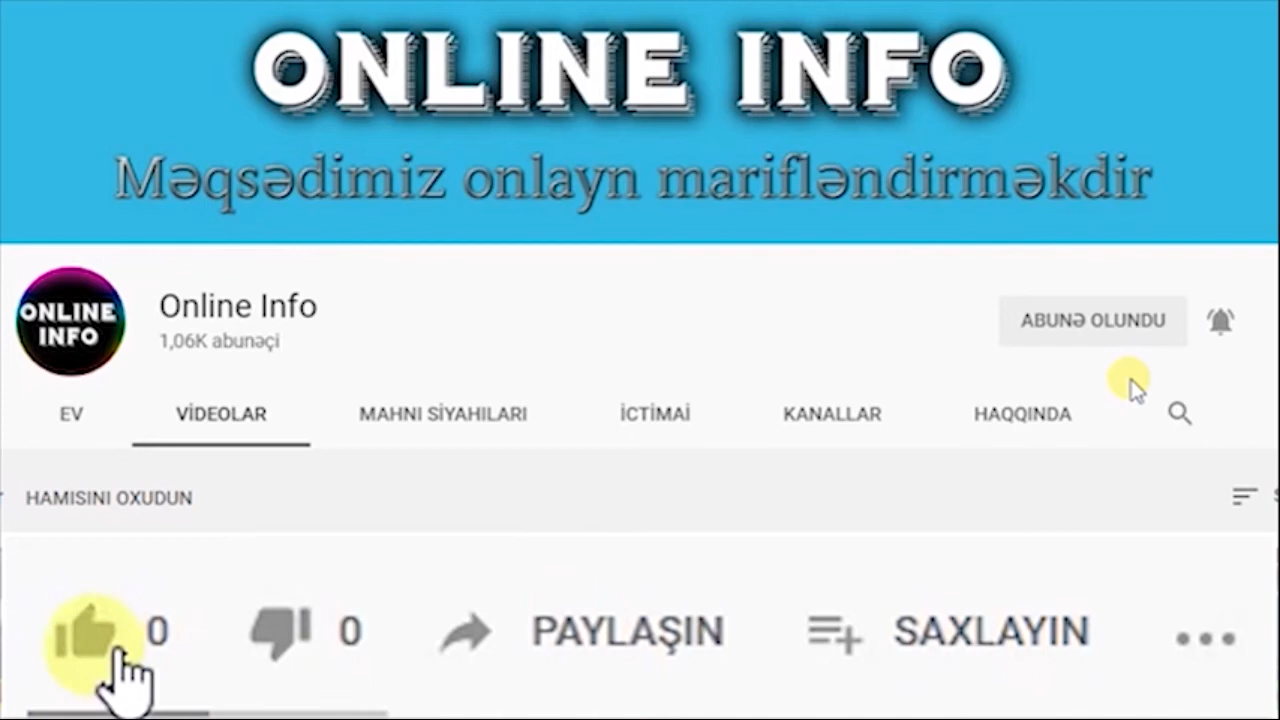 ONLINE INFO
Məqsədimiz onlayn marifləndirməkdir
ONLINE
INFO
Online Info
1,06K abunəçi
ABUNƏ OLUNDU
EV VİDEOLAR MAHNI SİYAHILARI İCTİMAİ KANALLAR HAQQINDA
HAMISINI OXUDUN
0 0 PAYLAŞIN SAXLAYIN